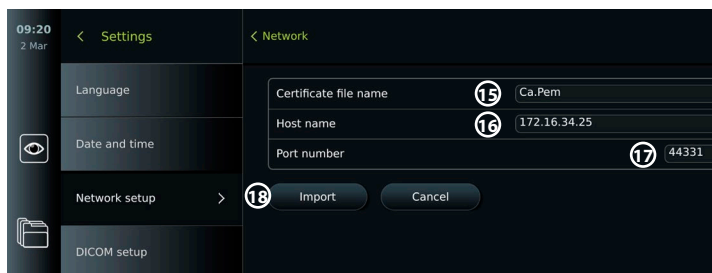 09:20
2 Mar
Settings
Network
Language
Date and time
Network setup
DICOM setup
Certificate file name 15 Ca.Pem
Host name 16 172.16.34.25
Port number 17 44331
18 Import Cancel